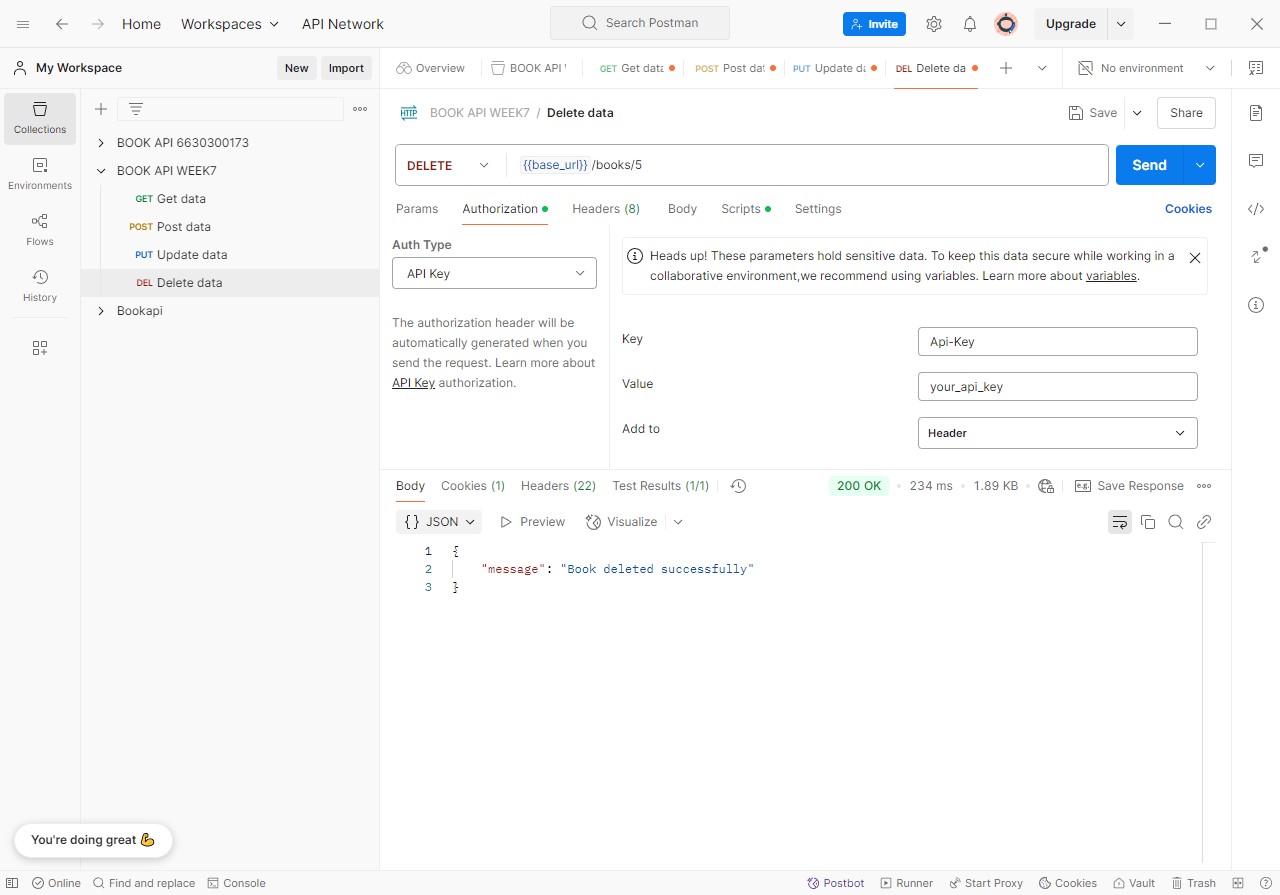 Home Workspaces API Network Search Postman Invite Upgrade
My Workspace New Import Overview BOOK API GET Get data POST Post dat PUT Update da DEL Delete da No environment
Collections
Environments
Flows
History
BOOK API 6630300173
BOOK API WEEK7
GET Get data
POST Post data
PUT Update data
DEL Delete data
Bookapi
HTTP BOOK API WEEK7 / Delete data Save Share
DELETE {{base_url}} /books/5 Send
Params Authorization Headers (8) Body Scripts Settings Cookies
Auth Type
API Key
The authorization header will be
automatically generated when you
send the request. Learn more about
API Key authorization.
Heads up! These parameters hold sensitive data. To keep this data secure while working in a
collaborative environment,we recommend using variables. Learn more about variables.
Key Api-Key
Value your_api_key
Add to Header
Body Cookies (1) Headers (22) Test Results (1/1) 200 OK • 234 ms • 1.89 KB • e.g. Save Response
{} JSON Preview Visualize
1 {
2 "message": "Book deleted successfully"
3 }
You're doing great 💪
Online Find and replace Console Postbot Runner Start Proxy Cookies Vault Trash